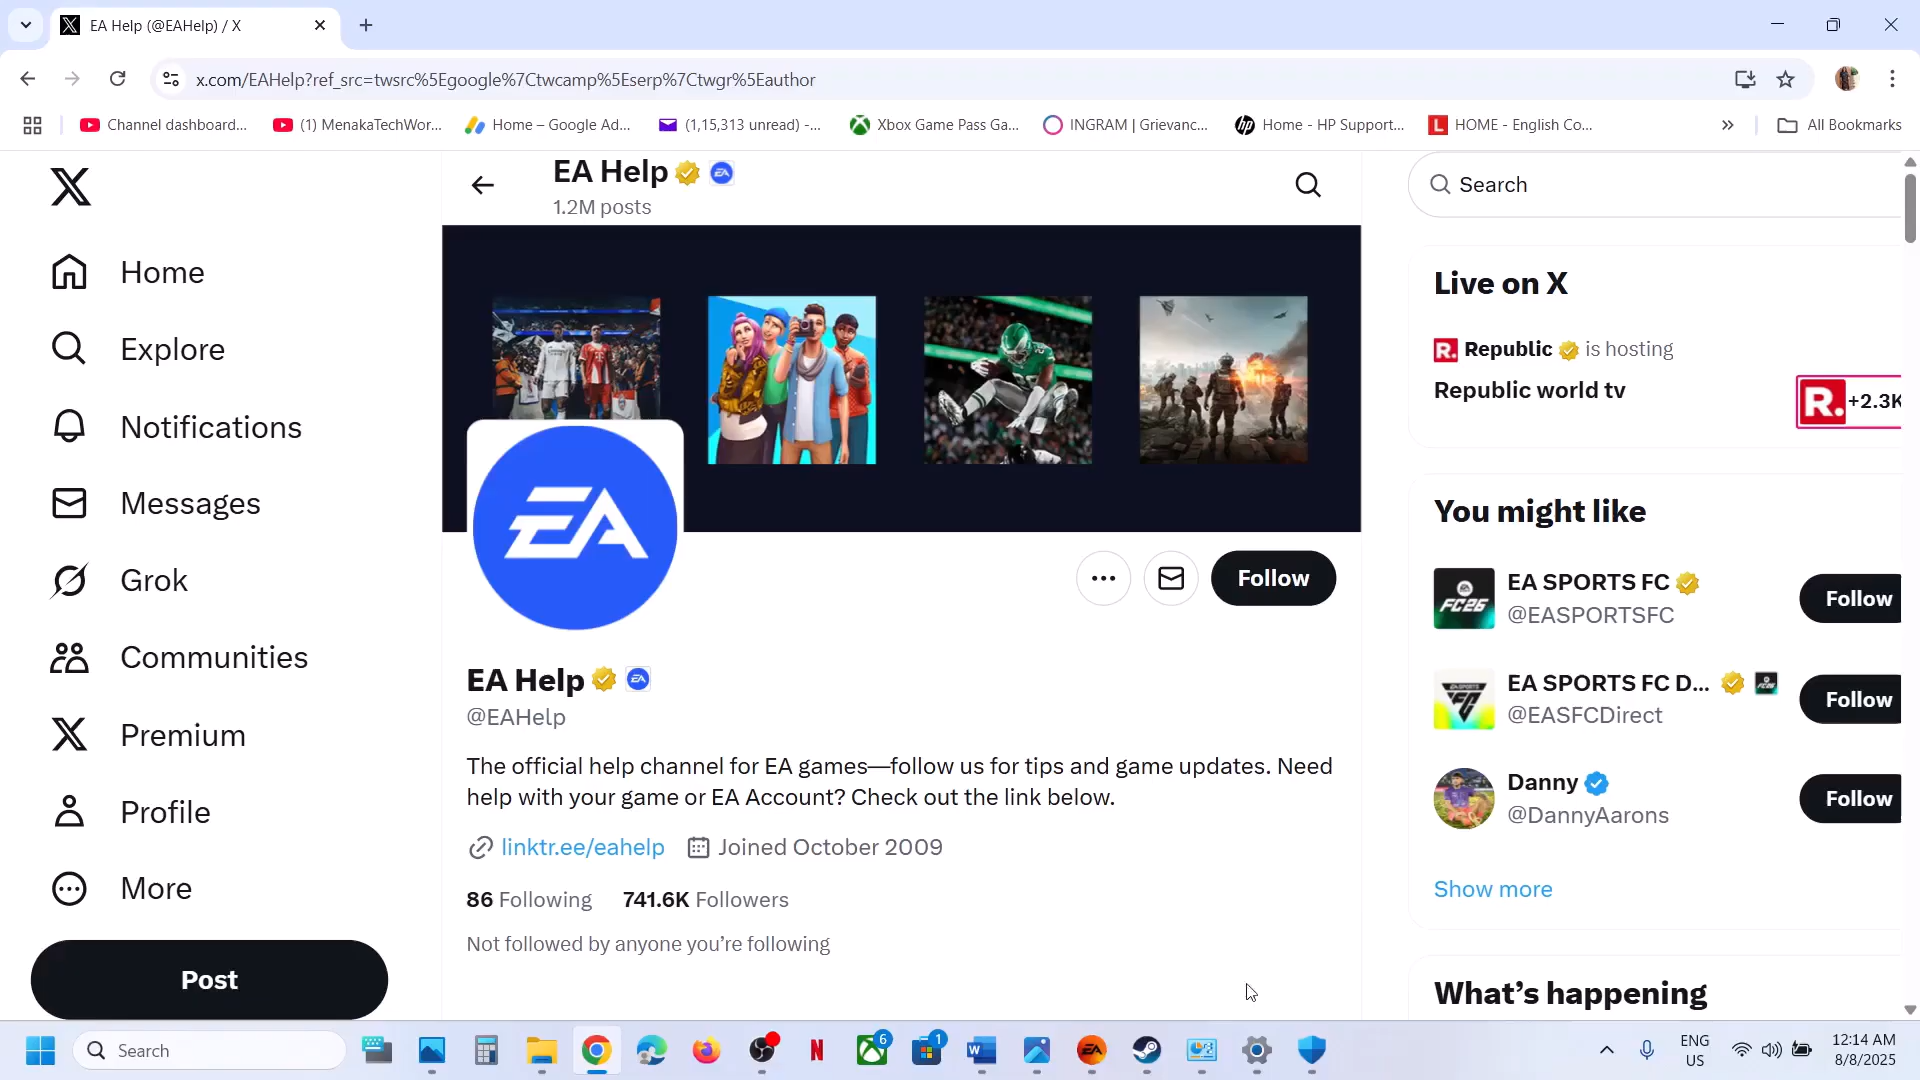 EA Help (@EAHelp) / X
x.com/EAHelp?ref_src=twsrc%5Egoogle%7Ctwcamp%5Eserp%7Ctwgr%5Eauthor
Channel dashboard...
(1) MenakaTechWor...
Home – Google Ad...
(1,15,313 unread) -...
Xbox Game Pass Ga...
INGRAM | Grievanc...
Home - HP Support...
HOME - English Co...
All Bookmarks
EA Help
1.2M posts
Home
Explore
Notifications
Messages
Grok
Communities
Premium
Profile
More
Post
EA
Follow
EA Help
@EAHelp
The official help channel for EA games—follow us for tips and game updates. Need
help with your game or EA Account? Check out the link below.
linktr.ee/eahelp Joined October 2009
86 Following 741.6K Followers
Not followed by anyone you’re following
Search
Live on X
R. Republic is hosting
Republic world tv
R. +2.3K
You might like
FC26
EA SPORTS FC
@EASPORTSFC
Follow
EA SPORTS FC D...
@EASFCDirect
Follow
Danny
@DannyAarons
Follow
Show more
What’s happening
Search
6
1
ENG
US
12:14 AM
8/8/2025